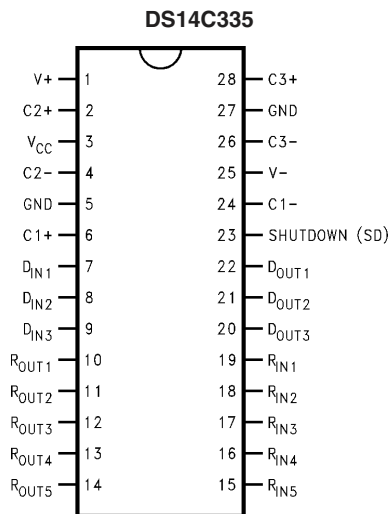 DS14C335
V+ 1 28 C3+
C2+ 2 27 GND
VCC 3 26 C3-
C2- 4 25 V-
GND 5 24 C1-
C1+ 6 23 SHUTDOWN (SD)
DIN1 7 22 DOUT1
DIN2 8 21 DOUT2
DIN3 9 20 DOUT3
ROUT1 10 19 RIN1
ROUT2 11 18 RIN2
ROUT3 12 17 RIN3
ROUT4 13 16 RIN4
ROUT5 14 15 RIN5